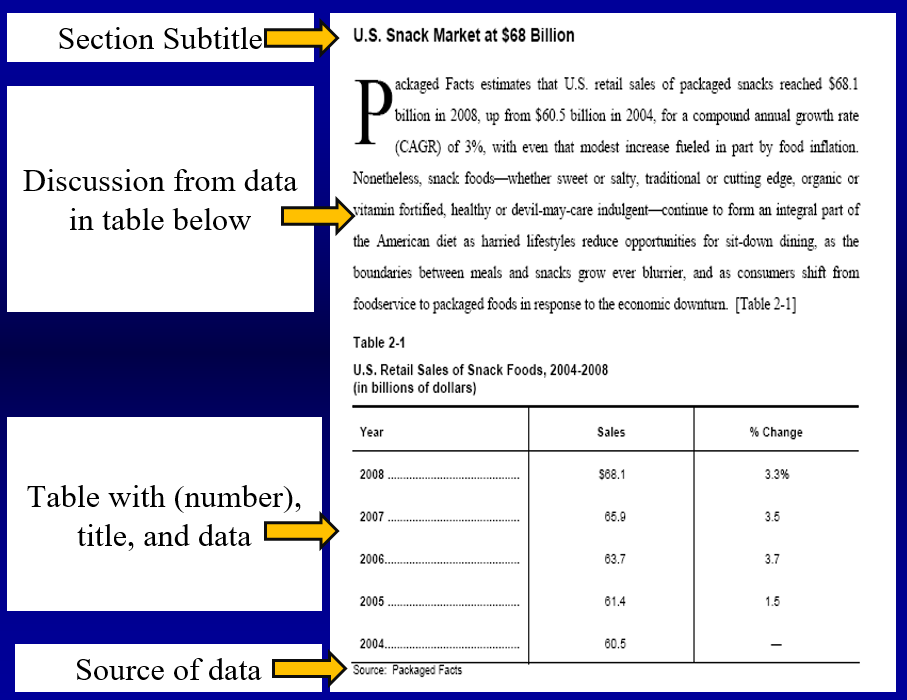 Section Subtitle
U.S. Snack Market at $68 Billion
Packaged Facts estimates that U.S. retail sales of packaged snacks reached $68.1
billion in 2008, up from $60.5 billion in 2004, for a compound annual growth rate
(CAGR) of 3%, with even that modest increase fueled in part by food inflation.
Nonetheless, snack foods—whether sweet or salty, traditional or cutting edge, organic or
vitamin fortified, healthy or devil-may-care indulgent—continue to form an integral part of
the American diet as harried lifestyles reduce opportunities for sit-down dining, as the
boundaries between meals and snacks grow ever blurrier, and as consumers shift from
foodservice to packaged foods in response to the economic downturn. [Table 2-1]
Discussion from data
in table below
Table 2-1
U.S. Retail Sales of Snack Foods, 2004-2008
(in billions of dollars)
Year Sales % Change
2008 ............................................ $68.1 3.3%
2007 ............................................ 65.9 3.5
2006............................................. 63.7 3.7
2005 ............................................ 61.4 1.5
2004............................................. 60.5 —
Table with (number),
title, and data
Source of data
Source: Packaged Facts